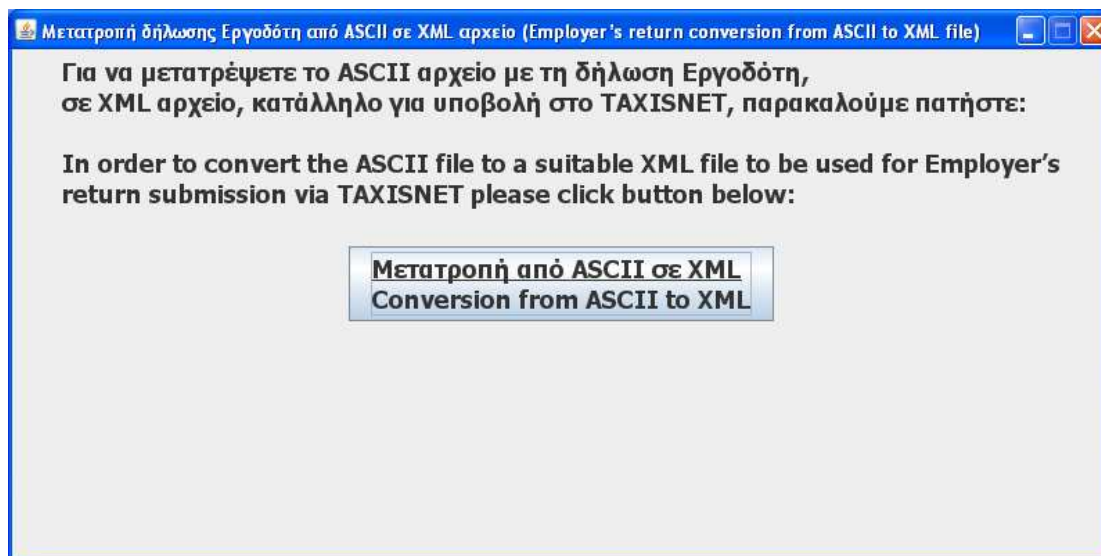 Μετατροπή δήλωσης Εργοδότη από ASCII σε XML αρχείο (Employer's return conversion from ASCII to XML file)
Για να μετατρέψετε το ASCII αρχείο με τη δήλωση Εργοδότη,
σε XML αρχείο, κατάλληλο για υποβολή στο TAXISNET, παρακαλούμε πατήστε:
In order to convert the ASCII file to a suitable XML file to be used for Employer's
return submission via TAXISNET please click button below:
Μετατροπή από ASCII σε XML
Conversion from ASCII to XML